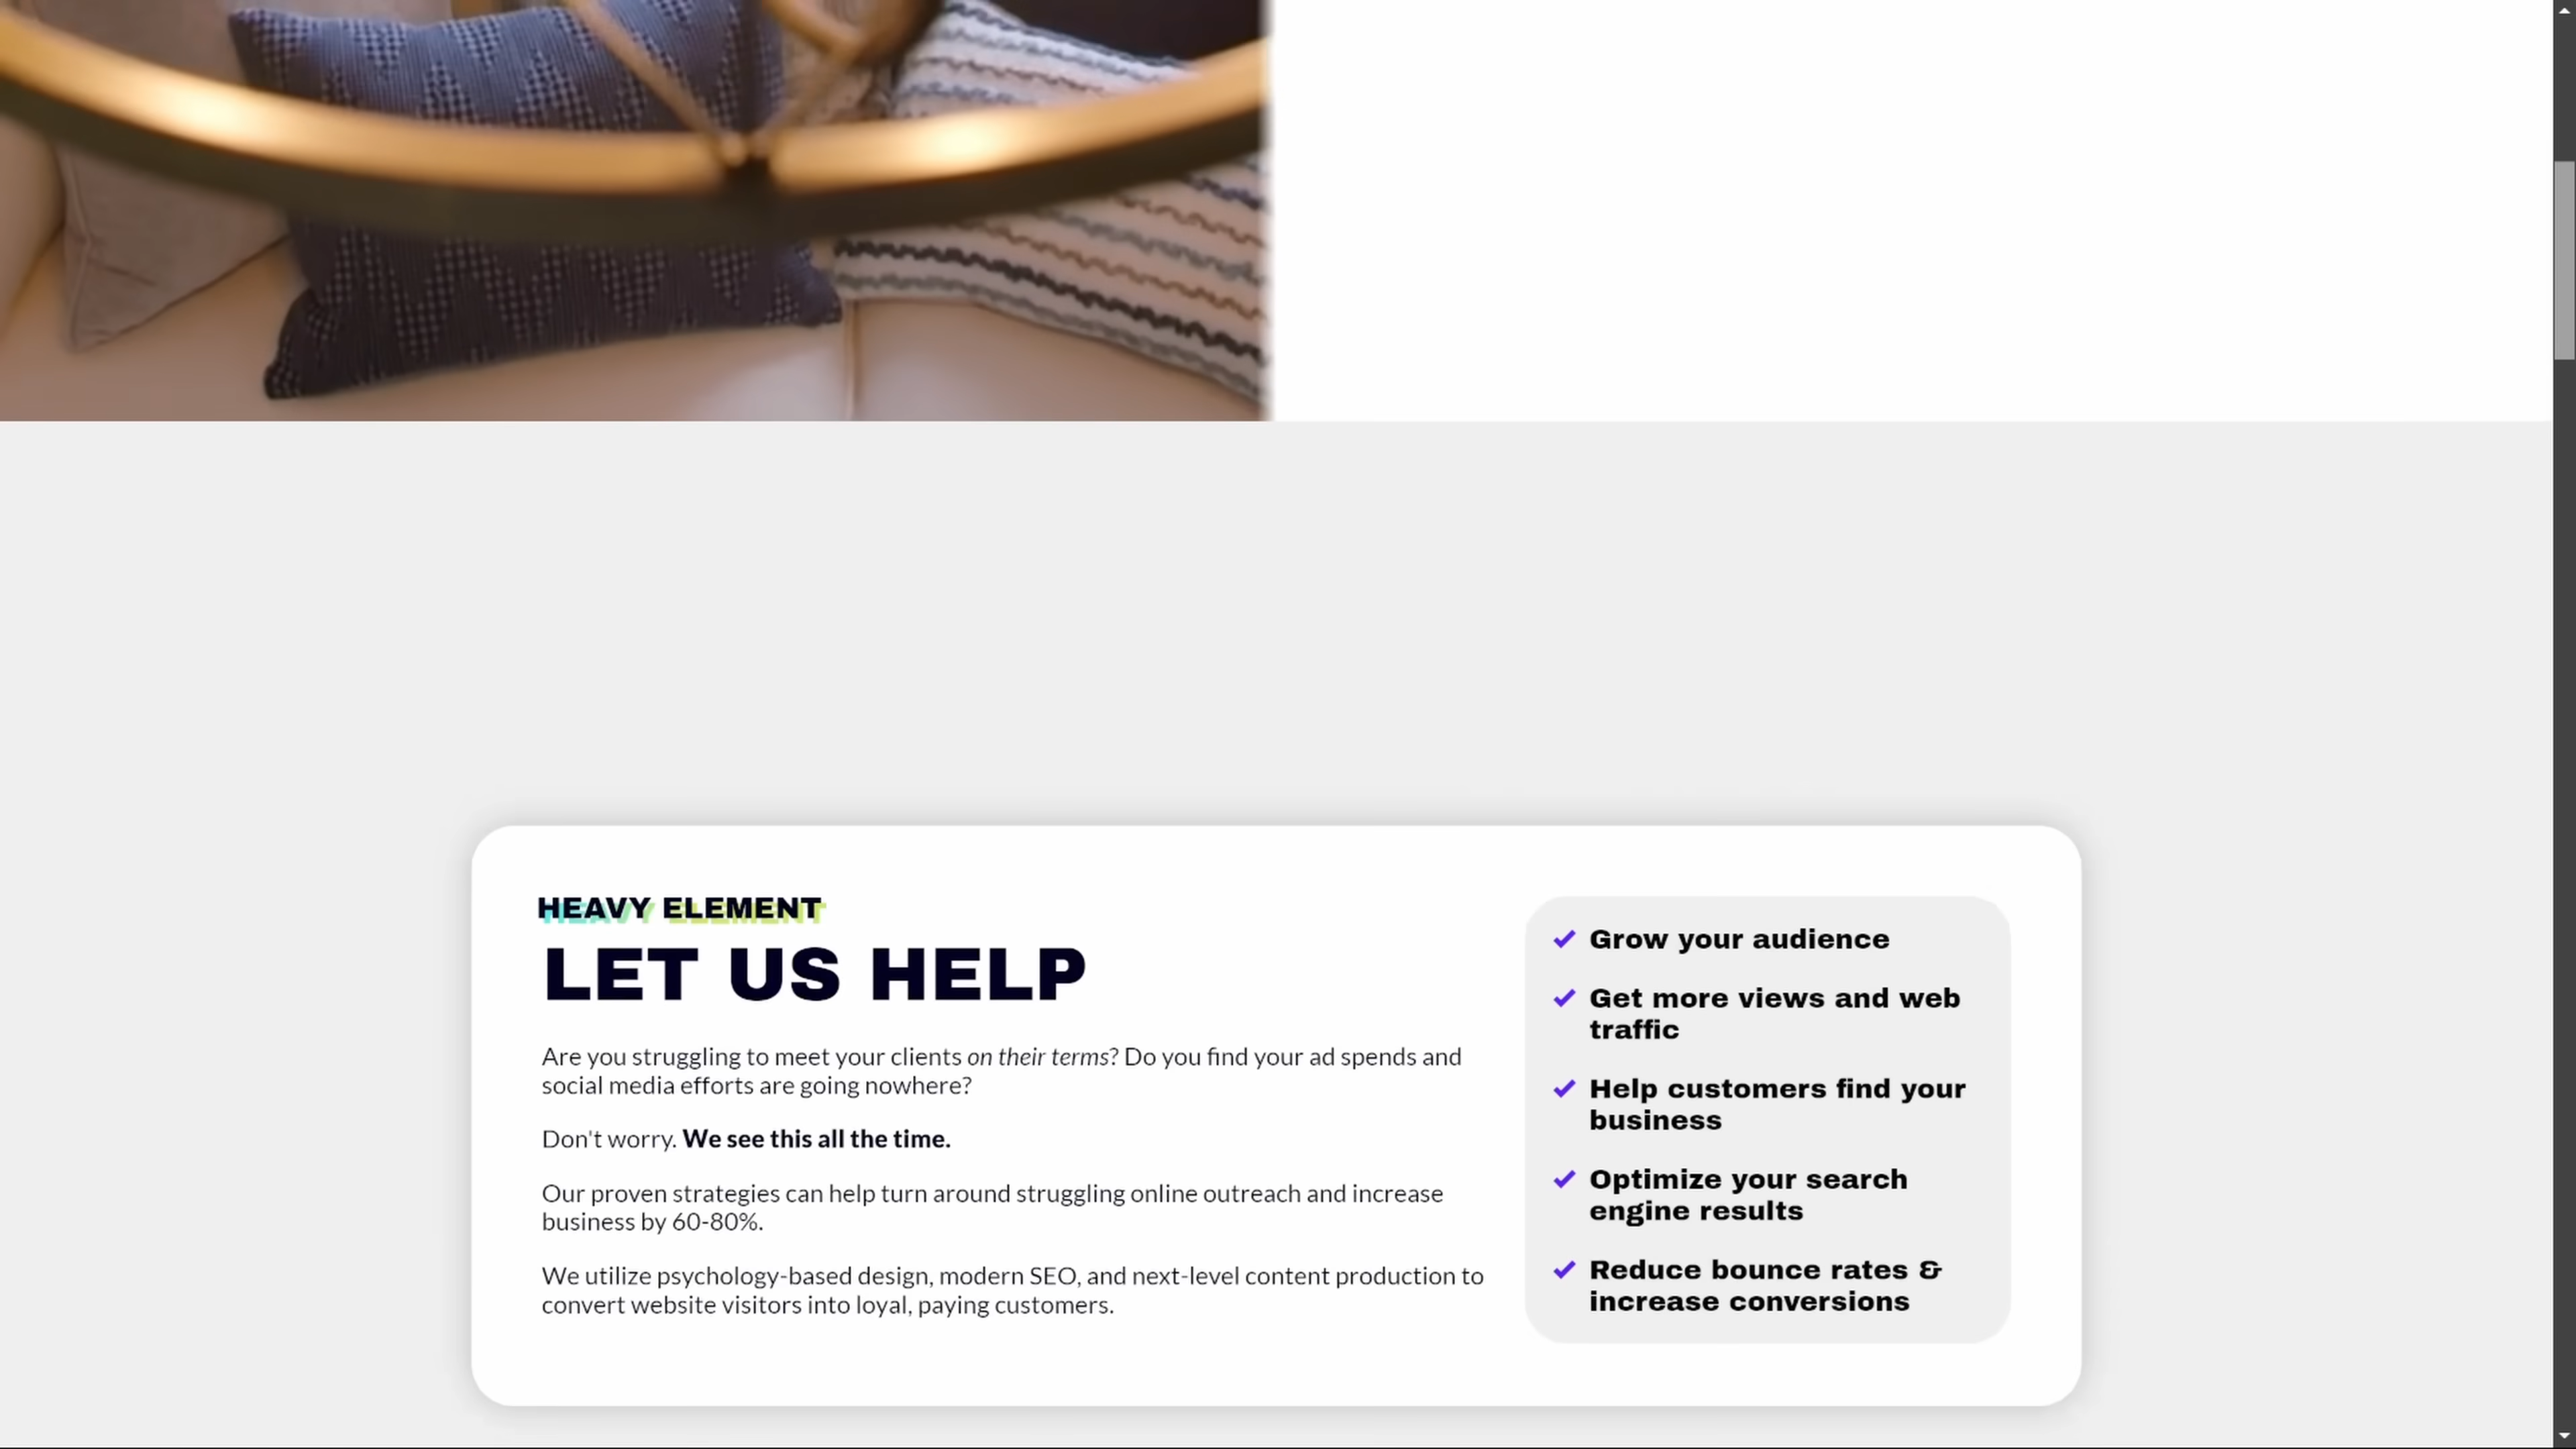 HEAVY ELEMENT
LET US HELP
Are you struggling to meet your clients on their terms? Do you find your ad spends and
social media efforts are going nowhere?
Don't worry. We see this all the time.
Our proven strategies can help turn around struggling online outreach and increase
business by 60-80%.
We utilize psychology-based design, modern SEO, and next-level content production to
convert website visitors into loyal, paying customers.
Grow your audience
Get more views and web
traffic
Help customers find your
business
Optimize your search
engine results
Reduce bounce rates &
increase conversions